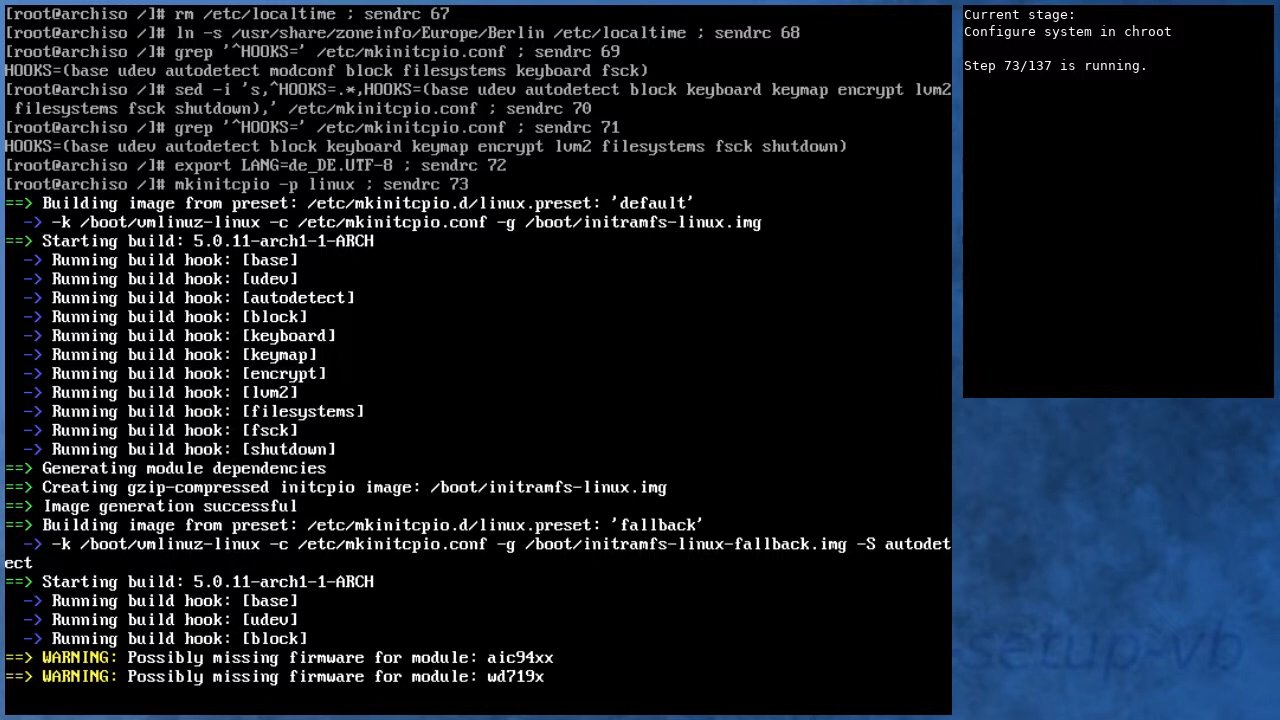 [root@archiso /]# rm /etc/localtime ; sendrc 67
[root@archiso /]# ln -s /usr/share/zoneinfo/Europe/Berlin /etc/localtime ; sendrc 68
[root@archiso /]# grep '^HOOKS=' /etc/mkinitcpio.conf ; sendrc 69
HOOKS=(base udev autodetect modconf block filesystems keyboard fsck)
[root@archiso /]# sed -i 's,^HOOKS=.*,HOOKS=(base udev autodetect block keyboard keymap encrypt lvm2
 filesystems fsck shutdown),' /etc/mkinitcpio.conf ; sendrc 70
[root@archiso /]# grep '^HOOKS=' /etc/mkinitcpio.conf ; sendrc 71
HOOKS=(base udev autodetect block keyboard keymap encrypt lvm2 filesystems fsck shutdown)
[root@archiso /]# export LANG=de_DE.UTF-8 ; sendrc 72
[root@archiso /]# mkinitcpio -p linux ; sendrc 73
==> Building image from preset: /etc/mkinitcpio.d/linux.preset: 'default'
  -> -k /boot/vmlinuz-linux -c /etc/mkinitcpio.conf -g /boot/initramfs-linux.img
==> Starting build: 5.0.11-arch1-1-ARCH
  -> Running build hook: [base]
  -> Running build hook: [udev]
  -> Running build hook: [autodetect]
  -> Running build hook: [block]
  -> Running build hook: [keyboard]
  -> Running build hook: [keymap]
  -> Running build hook: [encrypt]
  -> Running build hook: [lvm2]
  -> Running build hook: [filesystems]
  -> Running build hook: [fsck]
  -> Running build hook: [shutdown]
==> Generating module dependencies
==> Creating gzip-compressed initcpio image: /boot/initramfs-linux.img
==> Image generation successful
==> Building image from preset: /etc/mkinitcpio.d/linux.preset: 'fallback'
  -> -k /boot/vmlinuz-linux -c /etc/mkinitcpio.conf -g /boot/initramfs-linux-fallback.img -S autodet
ect
==> Starting build: 5.0.11-arch1-1-ARCH
  -> Running build hook: [base]
  -> Running build hook: [udev]
  -> Running build hook: [block]
==> WARNING: Possibly missing firmware for module: aic94xx
==> WARNING: Possibly missing firmware for module: wd719x
Current stage:
Configure system in chroot
Step 73/137 is running.
setup-vb